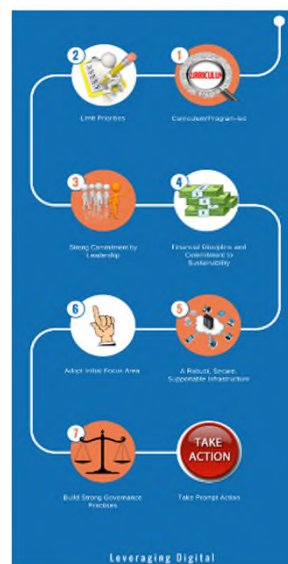 1
CURRICULUM
Curriculum/Program-led
2
Limit Priorities
3
Strong Commitment by
Leadership
4
Financial Discipline and
Commitment to
Sustainability
5
A Robust, Secure,
Supportable Infrastructure
6
Adopt Initial Focus Area
7
Build Strong Governance
Practises
TAKE
ACTION
Take Prompt Action
Leveraging Digital